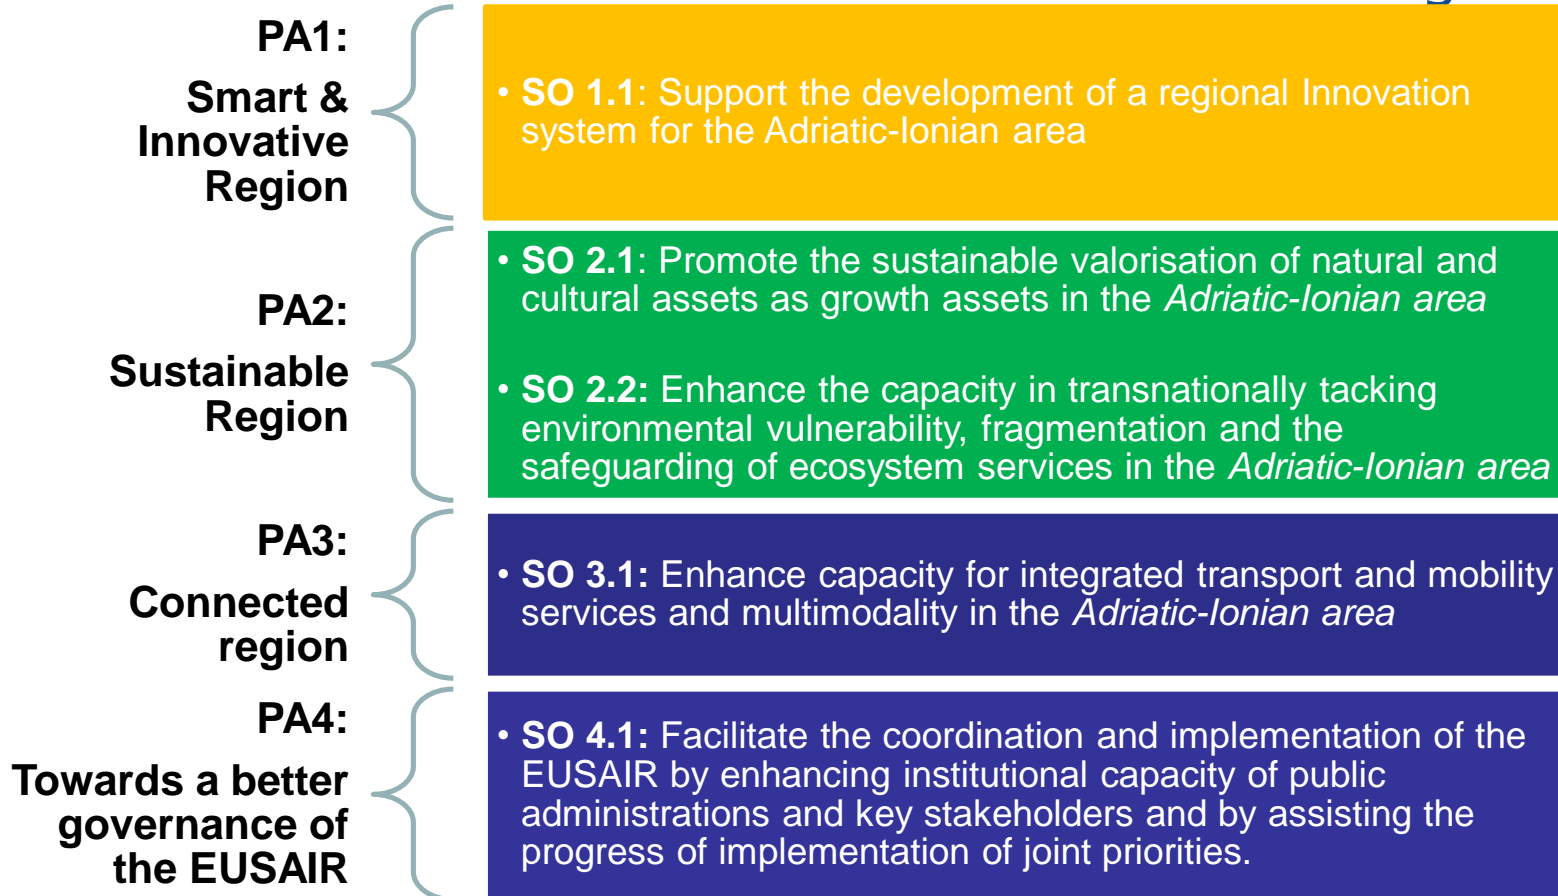 PA1:
Smart &
Innovative
Region
• SO 1.1: Support the development of a regional Innovation
system for the Adriatic-Ionian area
PA2:
Sustainable
Region
• SO 2.1: Promote the sustainable valorisation of natural and
cultural assets as growth assets in the Adriatic-Ionian area
• SO 2.2: Enhance the capacity in transnationally tacking
environmental vulnerability, fragmentation and the
safeguarding of ecosystem services in the Adriatic-Ionian area
PA3:
Connected
region
• SO 3.1: Enhance capacity for integrated transport and mobility
services and multimodality in the Adriatic-Ionian area
PA4:
Towards a better
governance of
the EUSAIR
• SO 4.1: Facilitate the coordination and implementation of the
EUSAIR by enhancing institutional capacity of public
administrations and key stakeholders and by assisting the
progress of implementation of joint priorities.